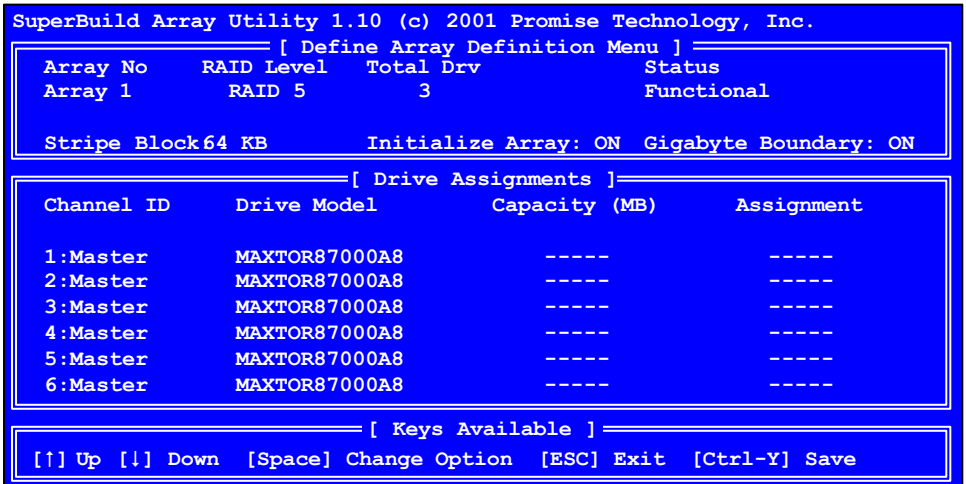 SuperBuild Array Utility 1.10 (c) 2001 Promise Technology, Inc.
[ Define Array Definition Menu ]
Array No RAID Level Total Drv Status
Array 1 RAID 5 3 Functional
Stripe Block: 64 KB Initialize Array: ON Gigabyte Boundary: ON
[ Drive Assignments ]
Channel ID Drive Model Capacity (MB) Assignment
1:Master MAXTOR87000A8 ----- -----
2:Master MAXTOR87000A8 ----- -----
3:Master MAXTOR87000A8 ----- -----
4:Master MAXTOR87000A8 ----- -----
5:Master MAXTOR87000A8 ----- -----
6:Master MAXTOR87000A8 ----- -----
[ Keys Available ]
[↑] Up [↓] Down [Space] Change Option [ESC] Exit [Ctrl-Y] Save